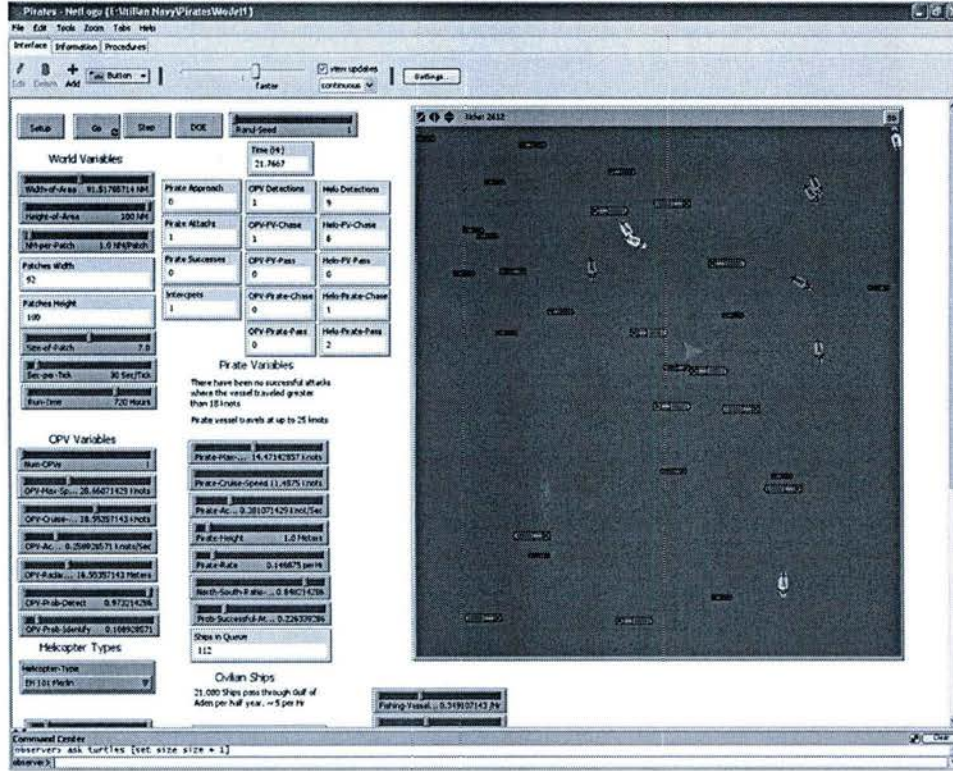 Pirates - NetLogo {E:\Italian Navy\PiratesModel1}
File Edit Tools Zoom Tabs Help
Interface Information Procedures
Edit Delete Add Button faster view updates continuous Settings...
Setup Go Step DOE Rand-Seed 1
ticks: 2612 3D
Time (Hr)
21.7667
World Variables
Width-of-Area 91.51785714 NM
Height-of-Area 100 NM
NM-per-Patch 1.0 NM/Patch
Patches Width
92
Patches Height
100
Size-of-Patch 7.0
Sec-per-Tick 30 Sec/Tick
Run-Time 720 Hours
Pirate Approach
0
Pirate Attacks
1
Pirate Successes
0
Intercepts
1
OPV Detections
1
OPV-FV-Chase
1
OPV-FV-Pass
0
OPV-Pirate-Chase
0
OPV-Pirate-Pass
0
Helo Detections
9
Helo-FV-Chase
6
Helo-FV-Pass
0
Helo-Pirate-Chase
1
Helo-Pirate-Pass
2
Pirate Variables
There have been no successful attacks
where the vessel traveled greater
than 18 knots
Pirate vessel travels at up to 25 knots
OPV Variables
Num-OPVs 1
OPV-Max-Sp... 28.66071429 knots
OPV-Cruise-... 18.55357143 knots
OPV-Ac... 0.258928571 knots/Sec
OPV-Radar... 16.55357143 Meters
OPV-Prob-Detect 0.973214286
OPV-Prob-Identify 0.108928571
Pirate-Max-... 14.47142857 knots
Pirate-Cruise-Speed 11.4875 knots
Pirate-Ac... 0.3810714291 knot/Sec
Pirate-Height 1.0 Meters
Pirate-Rate 0.146875 per Hr
North-South-Ratio-... 0.848214286
Prob-Successful-At... 0.226339286
Ships in Queue
112
Helicopter Types
Helicopter-Type
EH 101 Merlin
Civilian Ships
21,000 Ships pass through Gulf of
Aden per half year. ~ 5 per Hr
Fishing-Vessel... 0.349107143 /Hr
Command Center Clear
observer> ask turtles [set size size + 1]
observer>